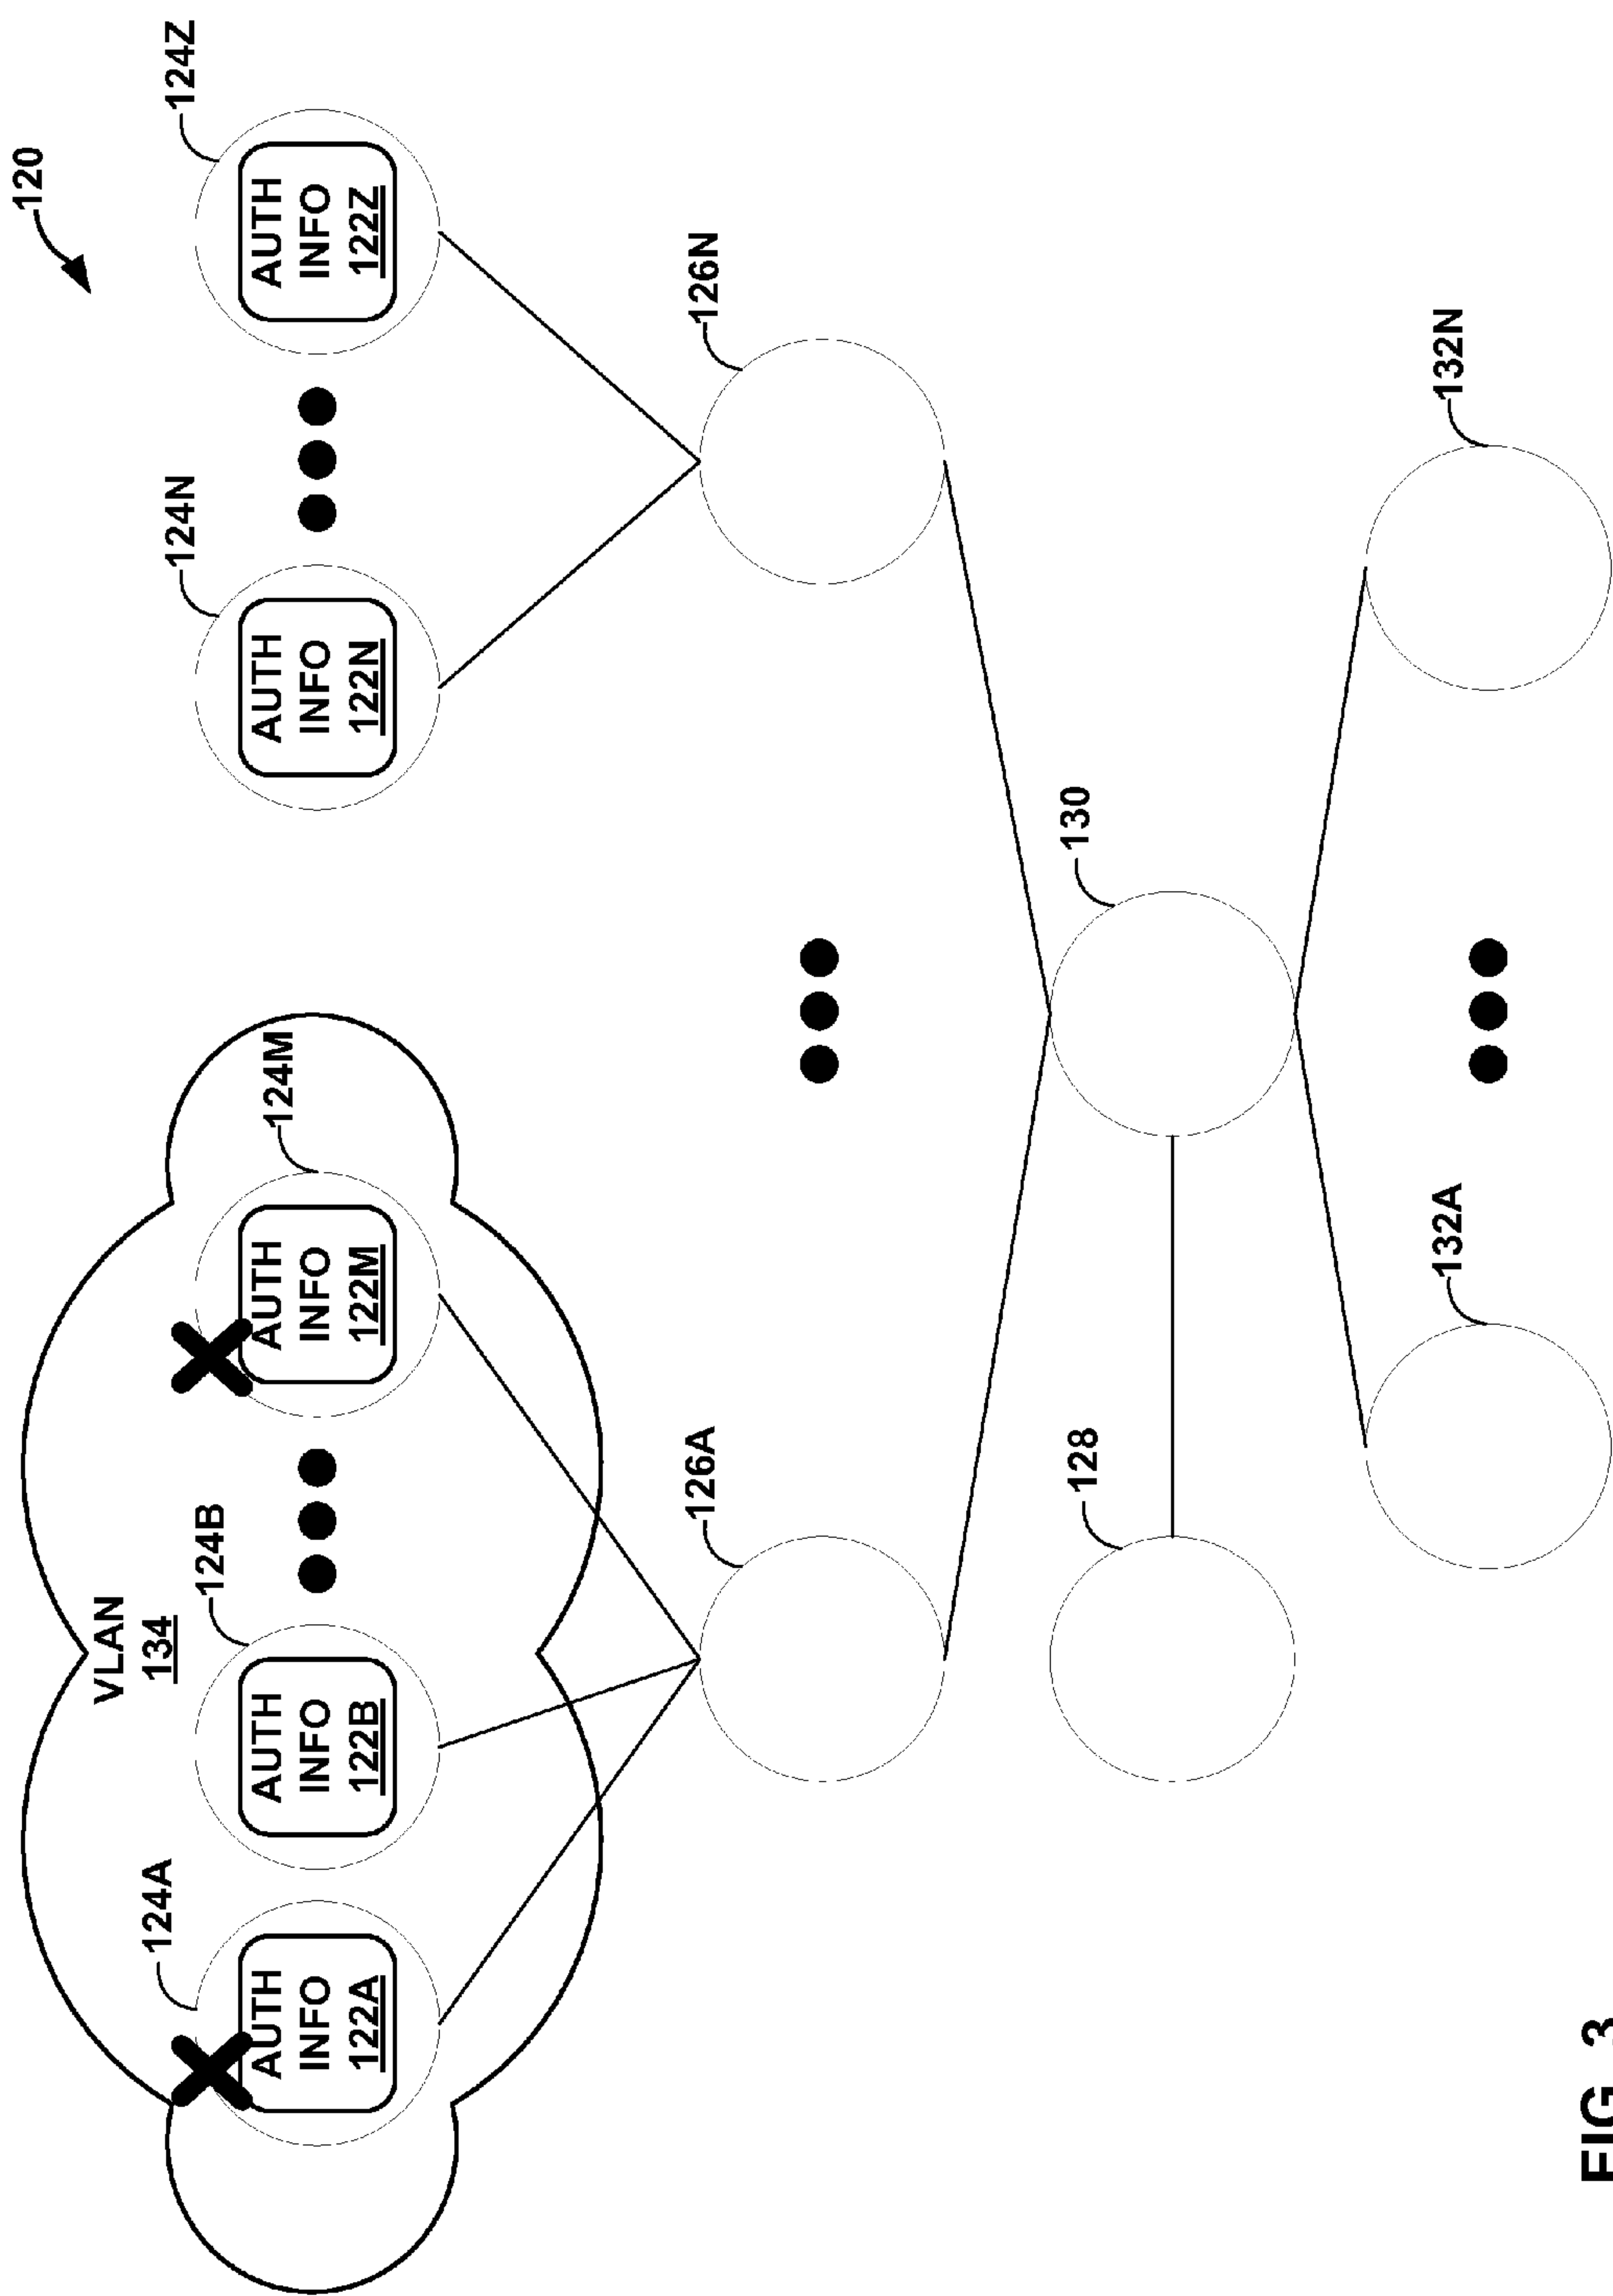 120
VLAN
134
124A
AUTH
INFO
122A
124B
AUTH
INFO
122B
124M
AUTH
INFO
122M
124N
AUTH
INFO
122N
124Z
AUTH
INFO
122Z
126A
126N
128
130
132A
132N
FIG. 3